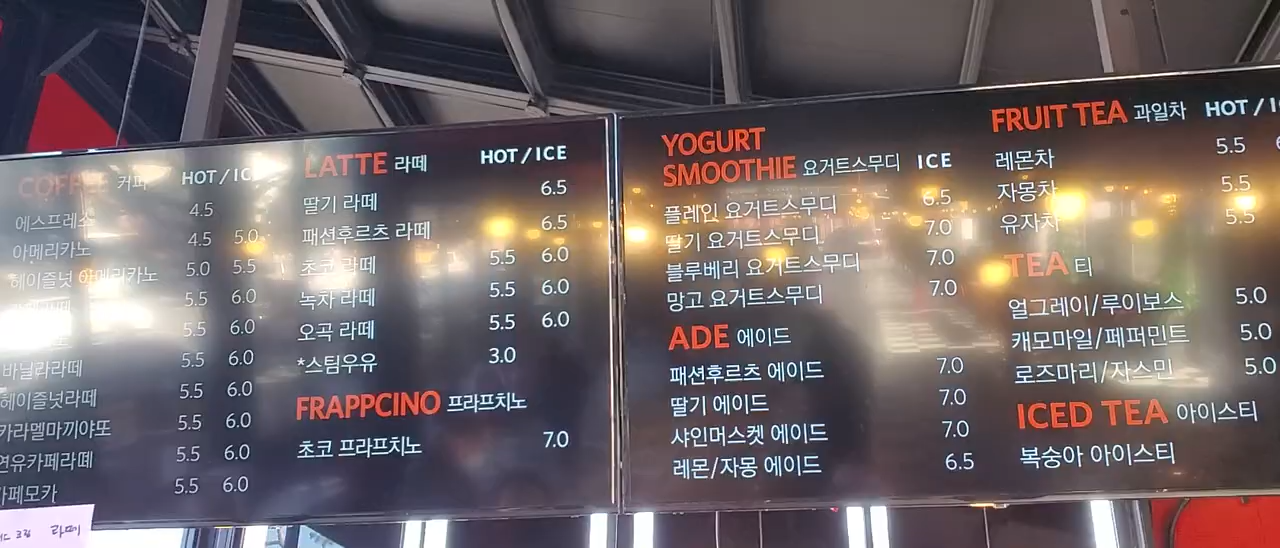 COFFEE 커피 HOT / ICE
에스프레소 4.5
아메리카노 4.5 5.0
헤이즐넛 아메리카노 5.0 5.5
5.5 6.0
5.5 6.0
바닐라라떼 5.5 6.0
헤이즐넛라떼 5.5 6.0
카라멜마끼야또 5.5 6.0
연유카페라떼 5.5 6.0
카페모카 5.5 6.0
라떼
LATTE 라떼 HOT / ICE
딸기 라떼 6.5
패션후르츠 라떼 6.5
초코 라떼 5.5 6.0
녹차 라떼 5.5 6.0
오곡 라떼 5.5 6.0
*스팀우유 3.0
FRAPPCINO 프라프치노
초코 프라프치노 7.0
YOGURT
SMOOTHIE 요거트스무디 ICE
플레인 요거트스무디 6.5
딸기 요거트스무디 7.0
블루베리 요거트스무디 7.0
망고 요거트스무디 7.0
ADE 에이드
패션후르츠 에이드 7.0
딸기 에이드 7.0
샤인머스켓 에이드 7.0
레몬/자몽 에이드 6.5
FRUIT TEA 과일차 HOT /
레몬차 5.5
자몽차 5.5
유자차 5.5
TEA 티
얼그레이/루이보스 5.0
캐모마일/페퍼민트 5.0
로즈마리/자스민 5.0
ICED TEA 아이스티
복숭아 아이스티